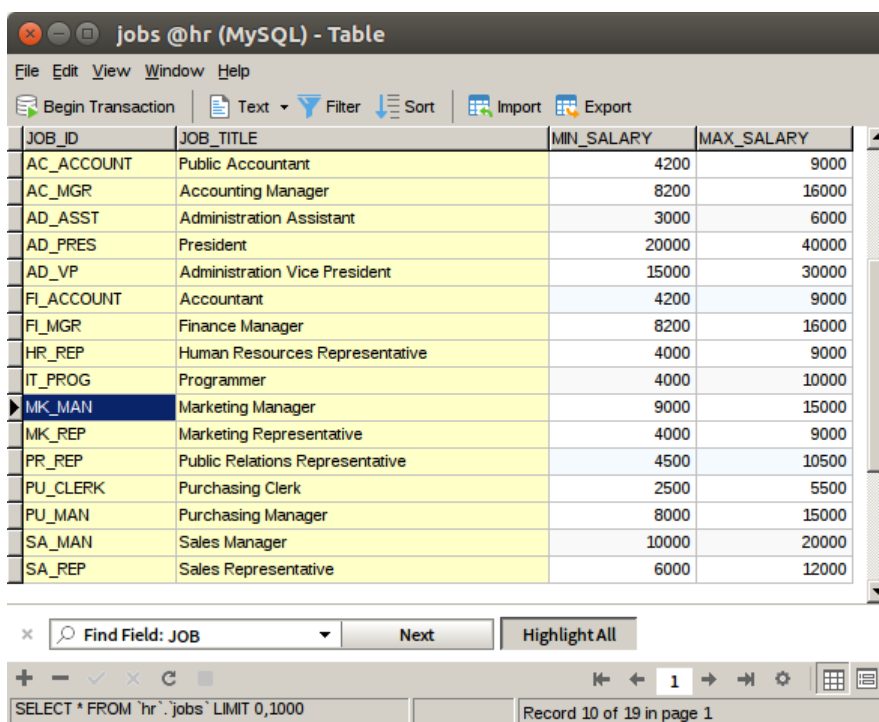 jobs @hr (MySQL) - Table
File Edit View Window Help
Begin Transaction Text Filter Sort Import Export
JOB_ID JOB_TITLE MIN_SALARY MAX_SALARY
AC_ACCOUNT Public Accountant 4200 9000
AC_MGR Accounting Manager 8200 16000
AD_ASST Administration Assistant 3000 6000
AD_PRES President 20000 40000
AD_VP Administration Vice President 15000 30000
FI_ACCOUNT Accountant 4200 9000
FI_MGR Finance Manager 8200 16000
HR_REP Human Resources Representative 4000 9000
IT_PROG Programmer 4000 10000
MK_MAN Marketing Manager 9000 15000
MK_REP Marketing Representative 4000 9000
PR_REP Public Relations Representative 4500 10500
PU_CLERK Purchasing Clerk 2500 5500
PU_MAN Purchasing Manager 8000 15000
SA_MAN Sales Manager 10000 20000
SA_REP Sales Representative 6000 12000
Find Field: JOB Next Highlight All
1
SELECT * FROM `hr`.`jobs` LIMIT 0,1000 Record 10 of 19 in page 1